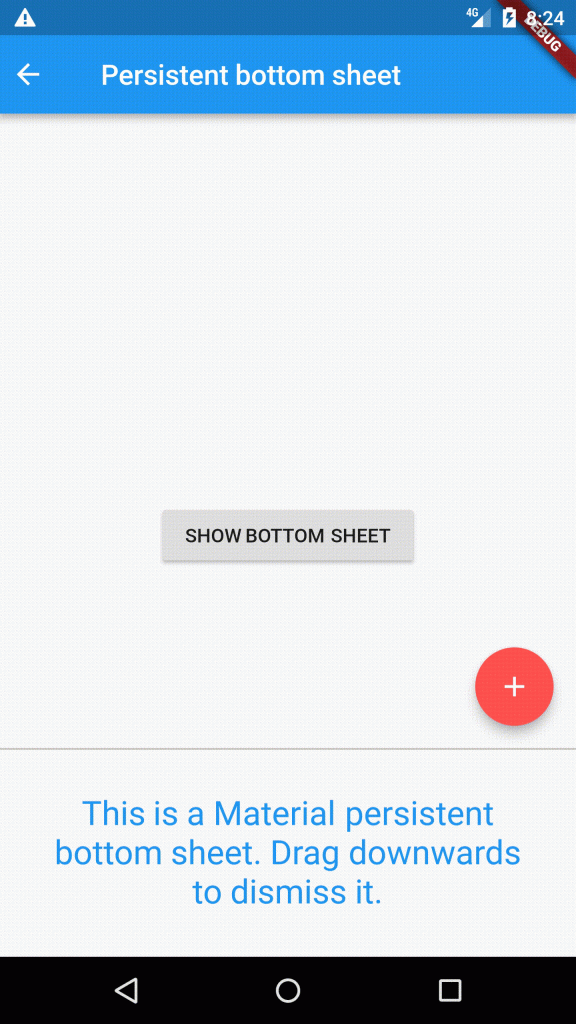 4G 8:24
DEBUG
Persistent bottom sheet
SHOW BOTTOM SHEET
This is a Material persistent
bottom sheet. Drag downwards
to dismiss it.